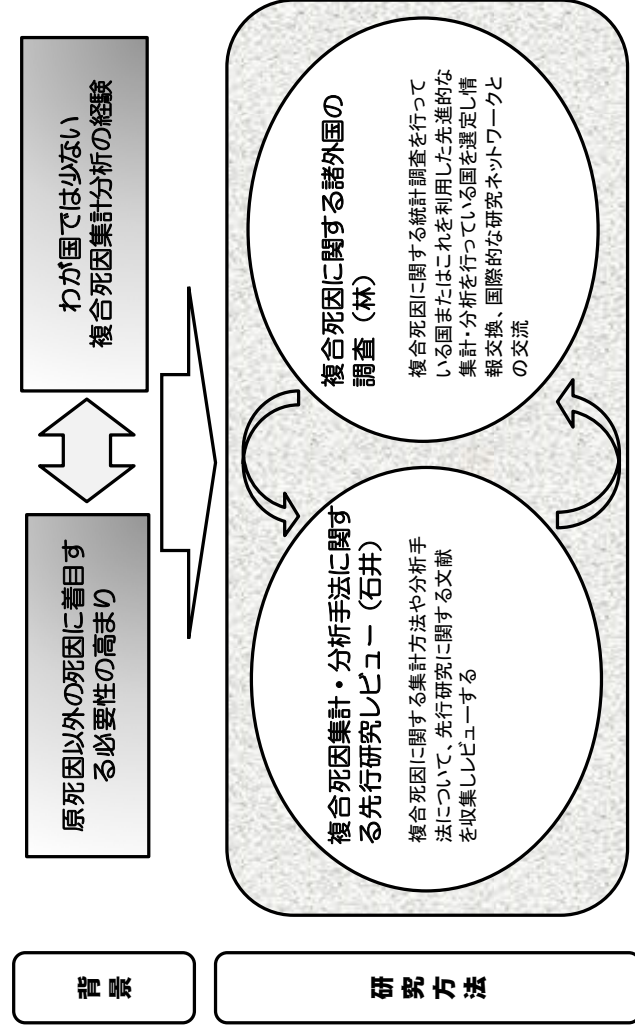 背景
原死因以外の死因に着目す
る必要性の高まり
わが国では少ない
複合死因集計分析の経験
研究方法
複合死因集計・分析手法に関す
る先行研究レビュー（石井）
複合死因に関する集計方法や分析手
法について、先行研究に関する文献
を収集しレビューする
複合死因に関する諸外国の
調査（林）
複合死因に関する統計調査を行って
いる国またはこれを利用した先進的な
集計・分析を行っている国を選定し情
報交換、国際的な研究ネットワークと
の交流